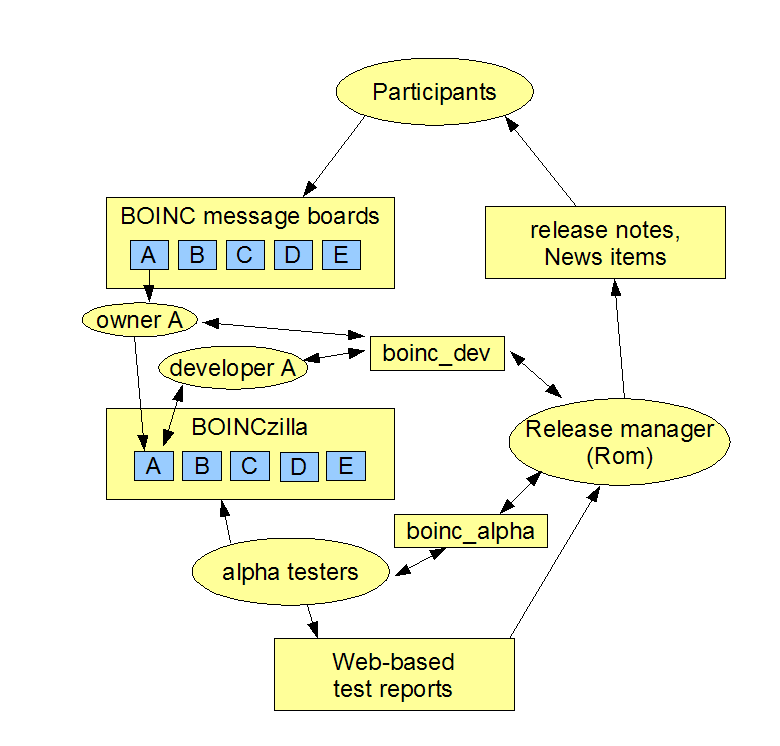 Participants
BOINC message boards
A B C D E
release notes,
News items
owner A
boinc_dev
developer A
BOINCzilla
A B C D E
Release manager
(Rom)
boinc_alpha
alpha testers
Web-based
test reports